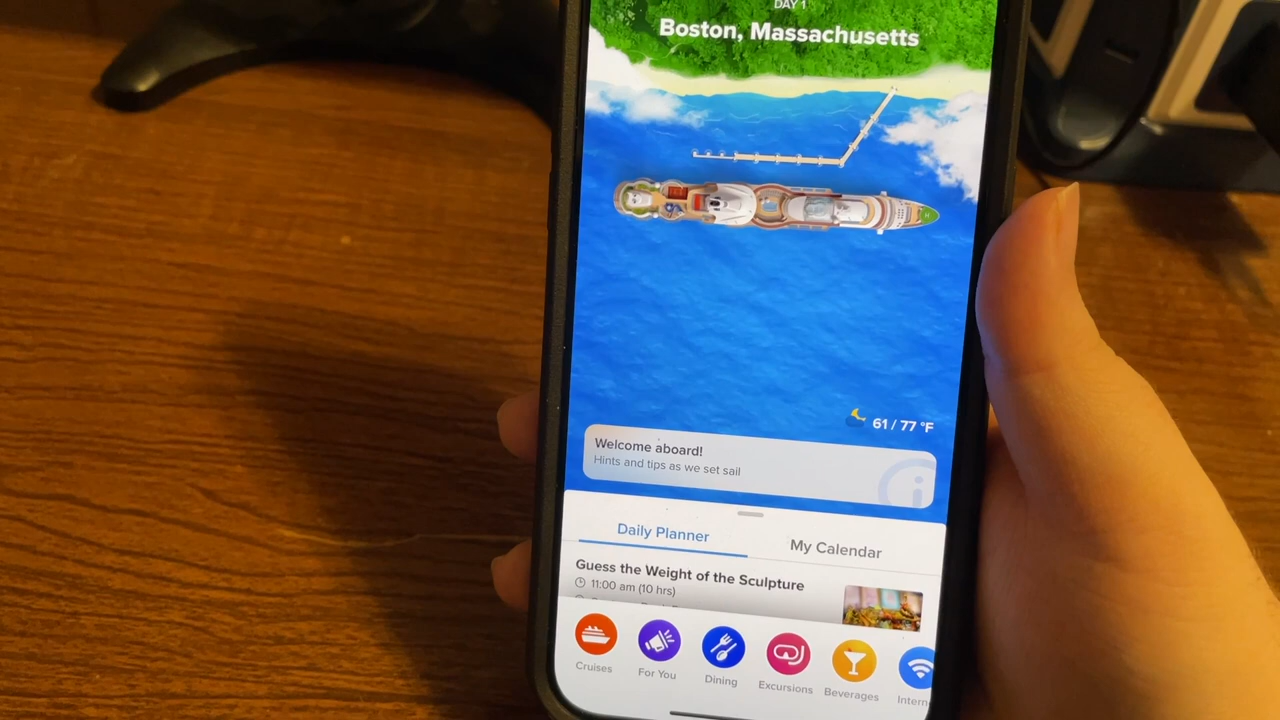 DAY 1
Boston, Massachusetts
61 / 77 °F
Welcome aboard!
Hints and tips as we set sail
Daily Planner
My Calendar
Guess the Weight of the Sculpture
11:00 am (10 hrs)
Cruises
For You
Dining
Excursions
Beverages
Intern